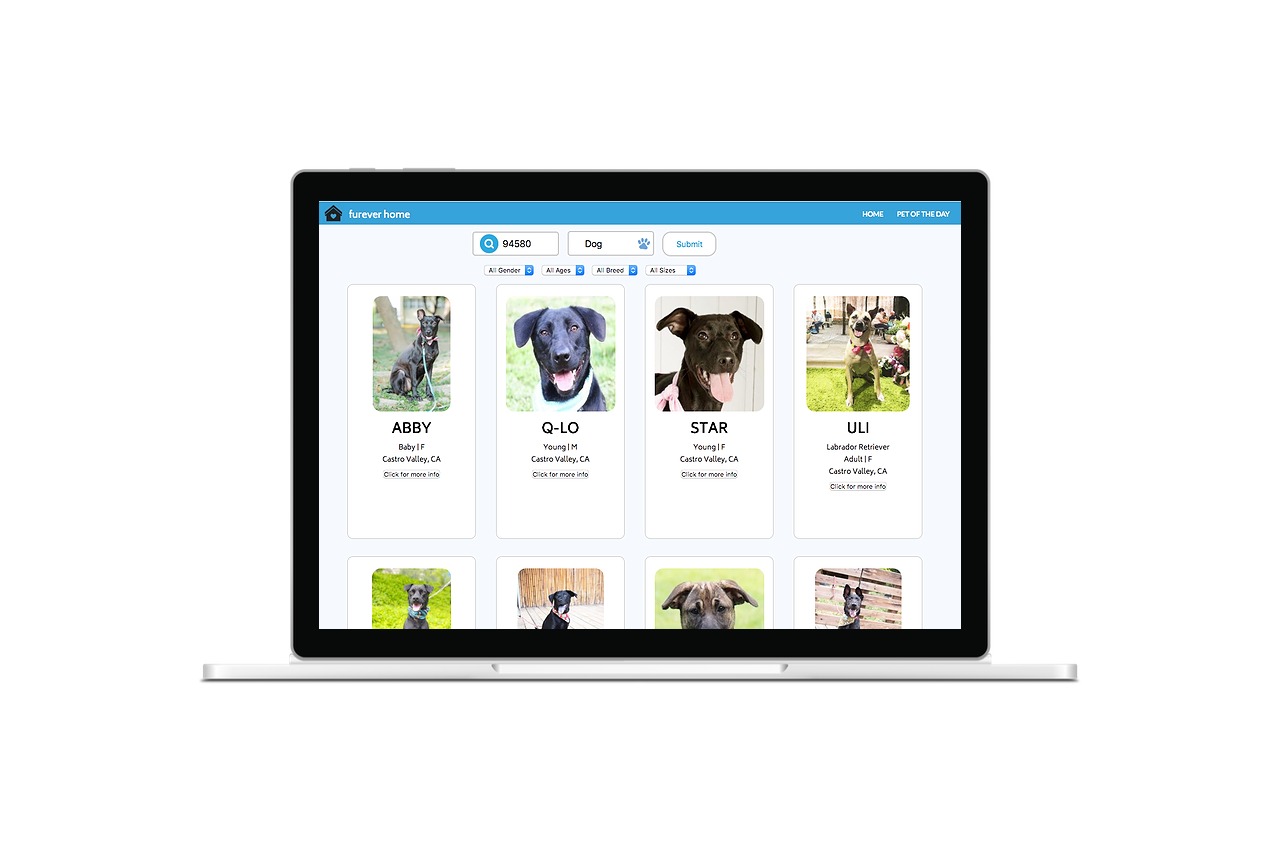 furever home
HOME
PET OF THE DAY
94580
Dog
Submit
All Gender
All Ages
All Breed
All Sizes
ABBY
Baby | F
Castro Valley, CA
Click for more info
Q-LO
Young | M
Castro Valley, CA
Click for more info
STAR
Young | F
Castro Valley, CA
Click for more info
ULI
Labrador Retriever
Adult | F
Castro Valley, CA
Click for more info